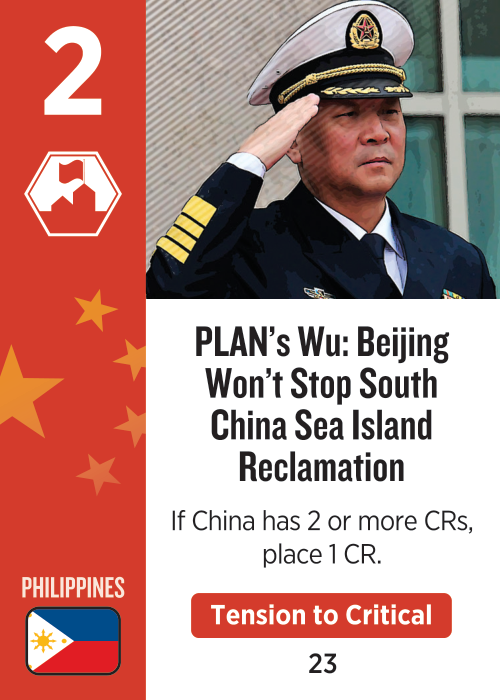 2
PLAN’s Wu: Beijing
Won’t Stop South
China Sea Island
Reclamation
If China has 2 or more CRs,
place 1 CR.
PHILIPPINES
Tension to Critical
23